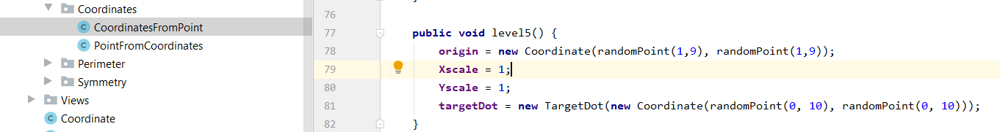 Coordinates
CoordinatesFromPoint
PointFromCoordinates
Perimeter
Symmetry
Views
Coordinate
76
77 public void level5() {
78 origin = new Coordinate(randomPoint(1,9), randomPoint(1,9));
79 Xscale = 1;
80 Yscale = 1;
81 targetDot = new TargetDot(new Coordinate(randomPoint(0, 10), randomPoint(0, 10)));
82 }